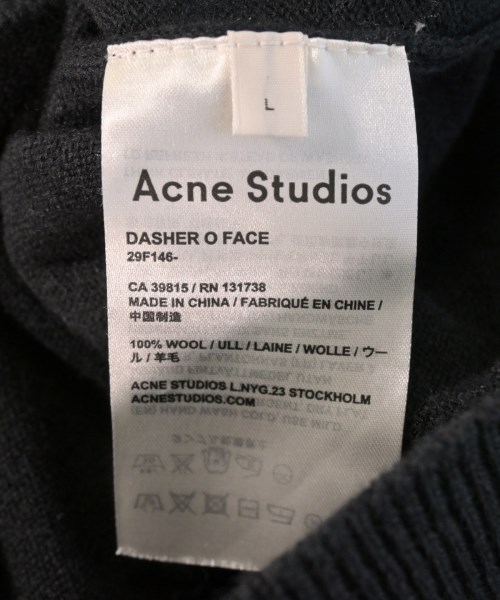 L
Acne Studios
DASHER O FACE
29F146-
CA 39815 / RN 131738
MADE IN CHINA / FABRIQUÉ EN CHINE /
中国制造
100% WOOL / ULL / LAINE / WOLLE / ウー
ル / 羊毛
ACNE STUDIOS L.NYG.23 STOCKHOLM
ACNESTUDIOS.COM